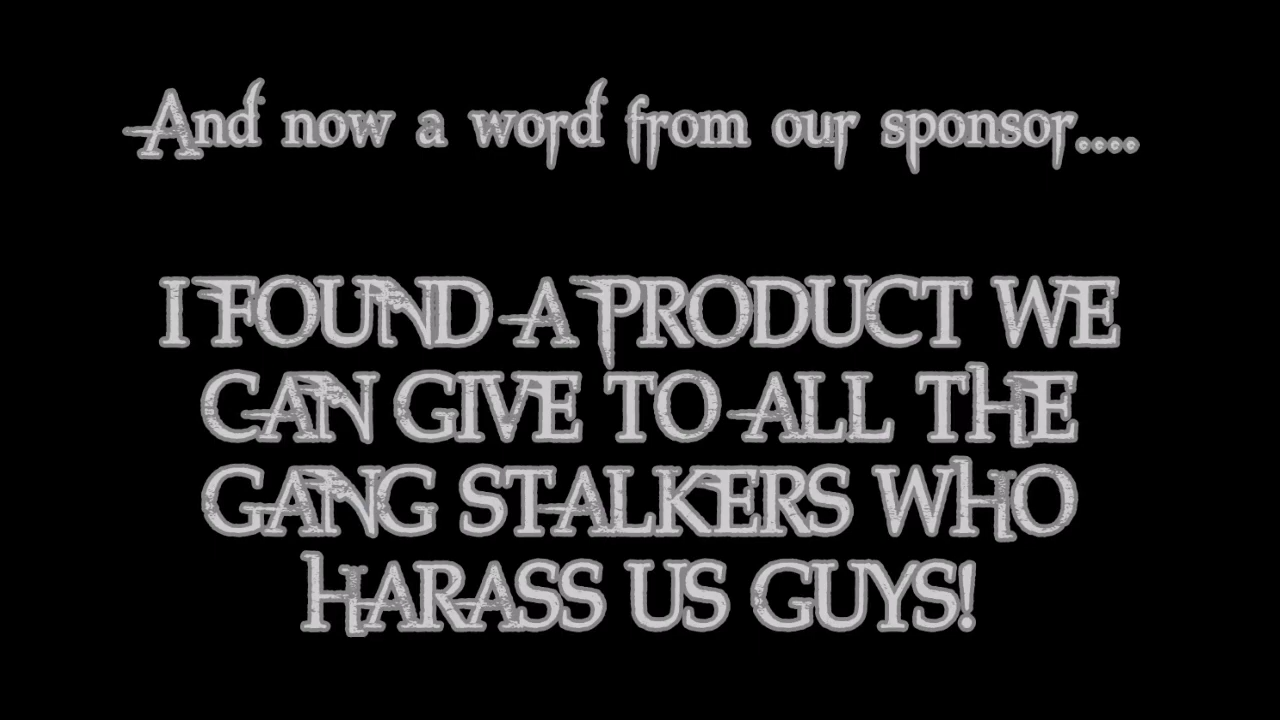 And now a word from our sponsor....
I FOUND A PRODUCT WE
CAN GIVE TO ALL THE
GANG STALKERS WHO
HARASS US GUYS!